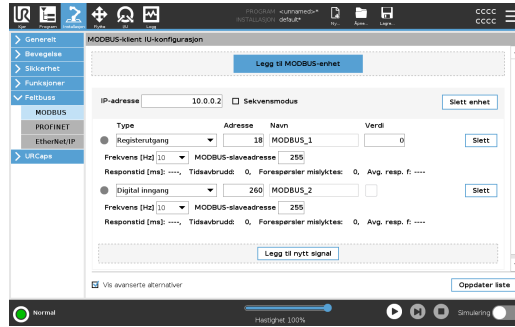 PROGRAM <unnamed>*
INSTALLASJON default*
CCCC
CCCC
Kjør Program Installasjon Flytte IU Logg Ny... Åpne... Lagre...
Generelt
Bevegelse
Sikkerhet
Funksjoner
Feltbuss
MODBUS
PROFINET
EtherNet/IP
URCaps
MODBUS-klient IU-konfigurasjon
Legg til MODBUS-enhet
IP-adresse 10.0.0.2 Sekvensmodus Slett enhet
Type Adresse Navn Verdi
Registerutgang 18 MODBUS_1 0 Slett
Frekvens [Hz] 10 MODBUS-slaveadresse 255
Responstid [ms]: ----, Tidsavbrudd: 0, Forespørsler mislyktes: 0, Avg. resp. f: ----
Digital inngang 260 MODBUS_2 Slett
Frekvens [Hz] 10 MODBUS-slaveadresse 255
Responstid [ms]: ----, Tidsavbrudd: 0, Forespørsler mislyktes: 0, Avg. resp. f: ----
Legg til nytt signal
Vis avanserte alternativer Oppdater liste
Normal Hastighet 100% Simulering